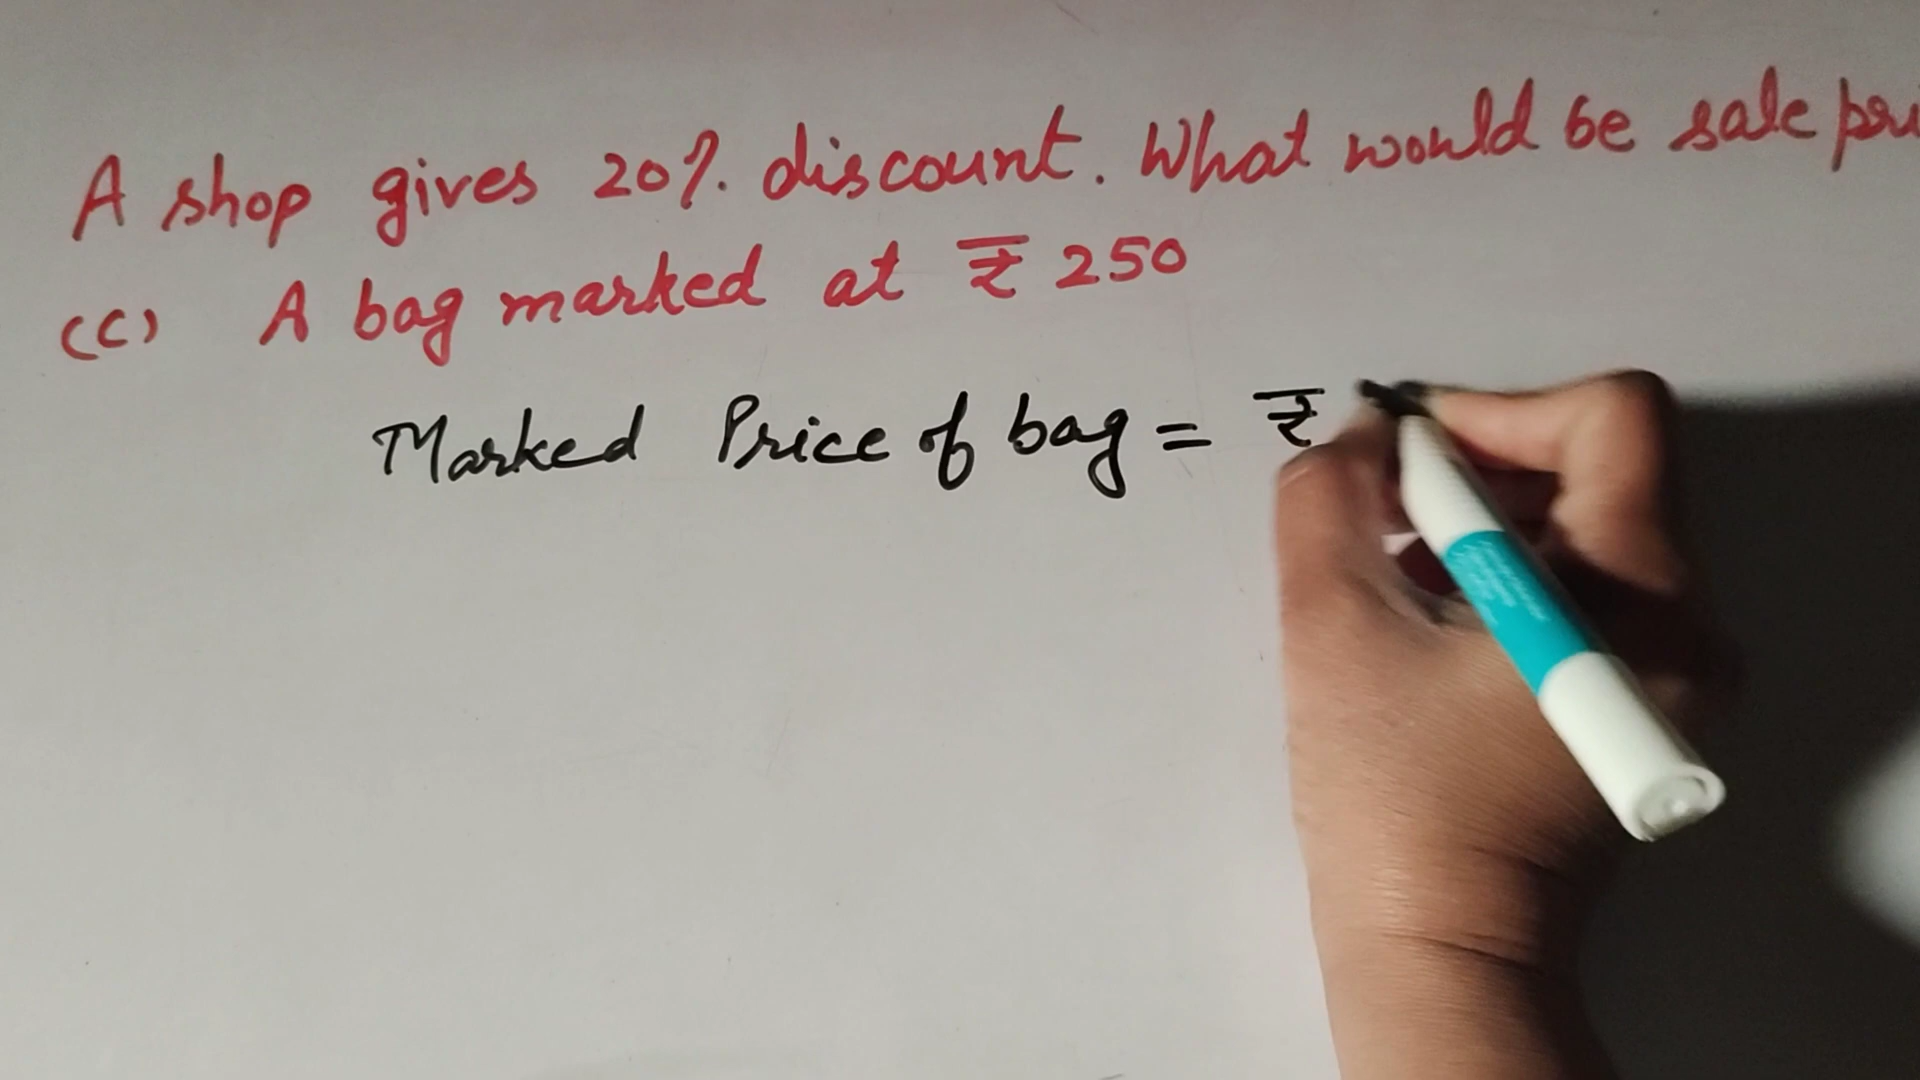 A shop gives 20% discount. What would be sale
(C) A bag marked at ₹ 250
Marked Price of bag = ₹